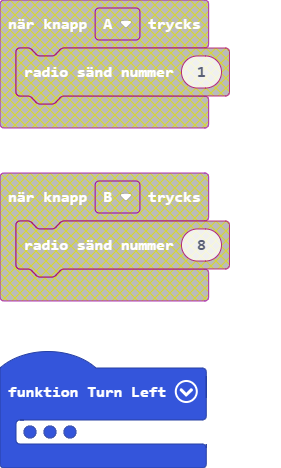 när knapp A trycks
radio sänd nummer 1
när knapp B trycks
radio sänd nummer 8
funktion Turn Left